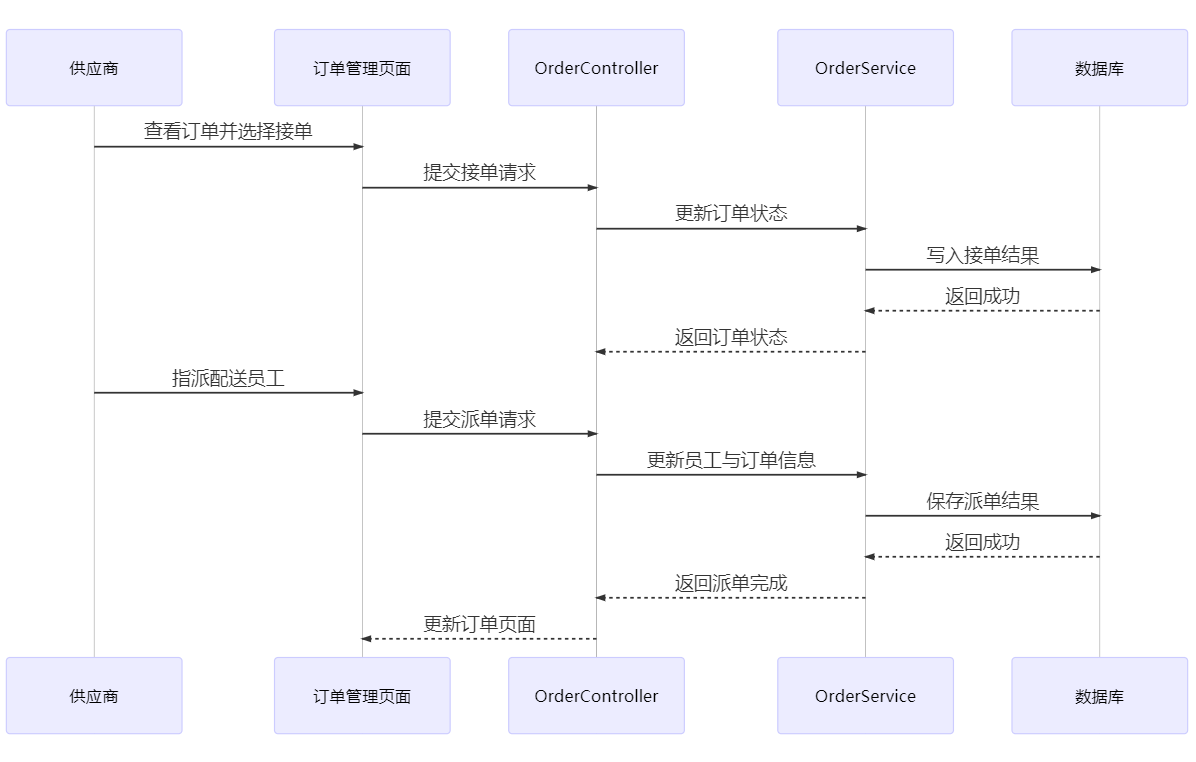 供应商
订单管理页面
OrderController
OrderService
数据库
查看订单并选择接单
提交接单请求
更新订单状态
写入接单结果
返回成功
返回订单状态
指派配送员工
提交派单请求
更新员工与订单信息
保存派单结果
返回成功
返回派单完成
更新订单页面
供应商
订单管理页面
OrderController
OrderService
数据库